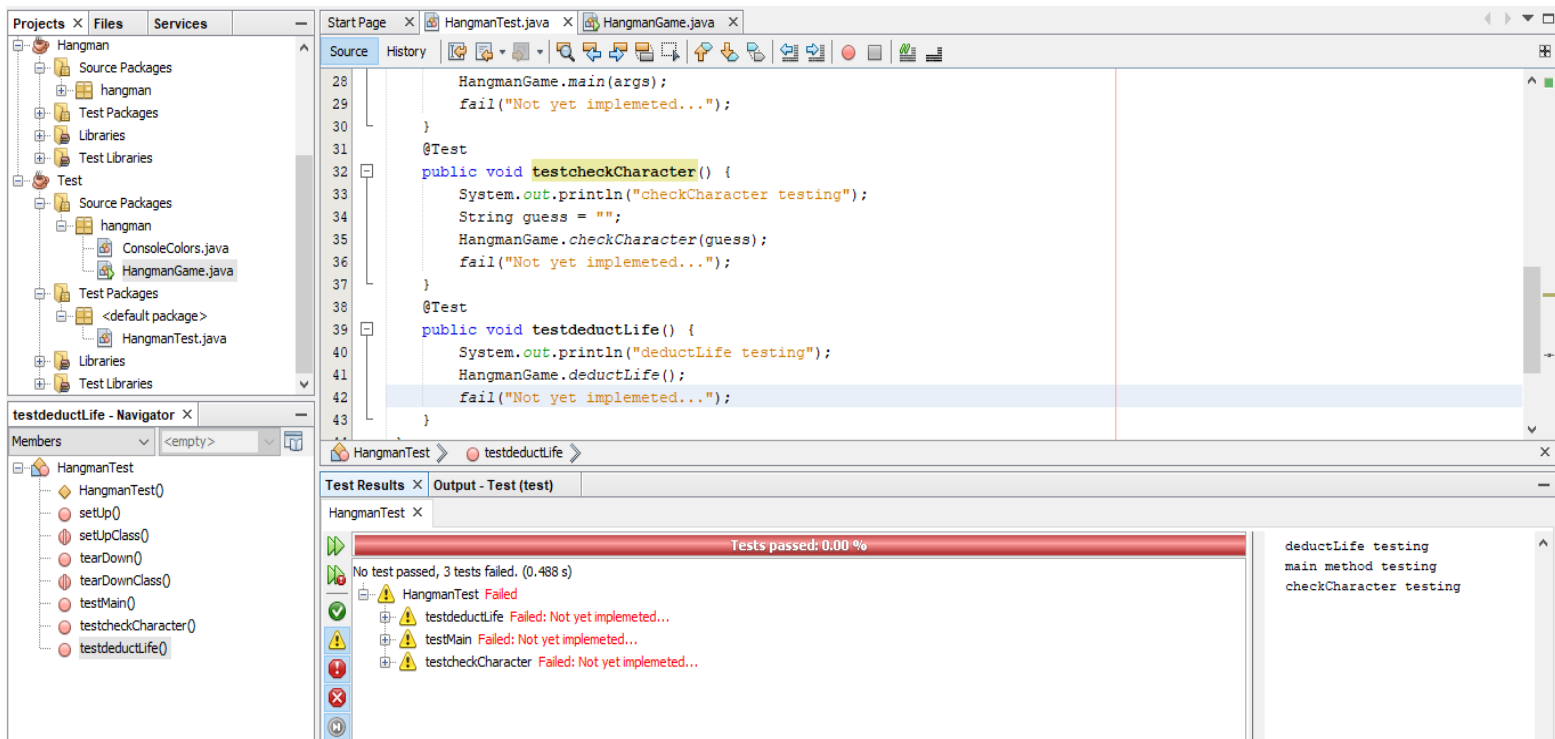 Projects Files Services
Hangman
Source Packages
hangman
Test Packages
Libraries
Test Libraries
Test
Source Packages
hangman
ConsoleColors.java
HangmanGame.java
Test Packages
<default package>
HangmanTest.java
Libraries
Test Libraries
testdeductLife - Navigator
Members <empty>
HangmanTest
HangmanTest()
setUp()
setUpClass()
tearDown()
tearDownClass()
testMain()
testcheckCharacter()
testdeductLife()
Start Page HangmanTest.java HangmanGame.java
Source History
28 HangmanGame.main(args);
29 fail("Not yet implemeted...");
30 }
31 @Test
32 public void testcheckCharacter() {
33 System.out.println("checkCharacter testing");
34 String guess = "";
35 HangmanGame.checkCharacter(guess);
36 fail("Not yet implemeted...");
37 }
38 @Test
39 public void testdeductLife() {
40 System.out.println("deductLife testing");
41 HangmanGame.deductLife();
42 fail("Not yet implemeted...");
43 }
HangmanTest testdeductLife
Test Results Output - Test (test)
HangmanTest
Tests passed: 0.00 %
No test passed, 3 tests failed. (0.488 s)
HangmanTest Failed
testdeductLife Failed: Not yet implemeted...
testMain Failed: Not yet implemeted...
testcheckCharacter Failed: Not yet implemeted...
deductLife testing
main method testing
checkCharacter testing